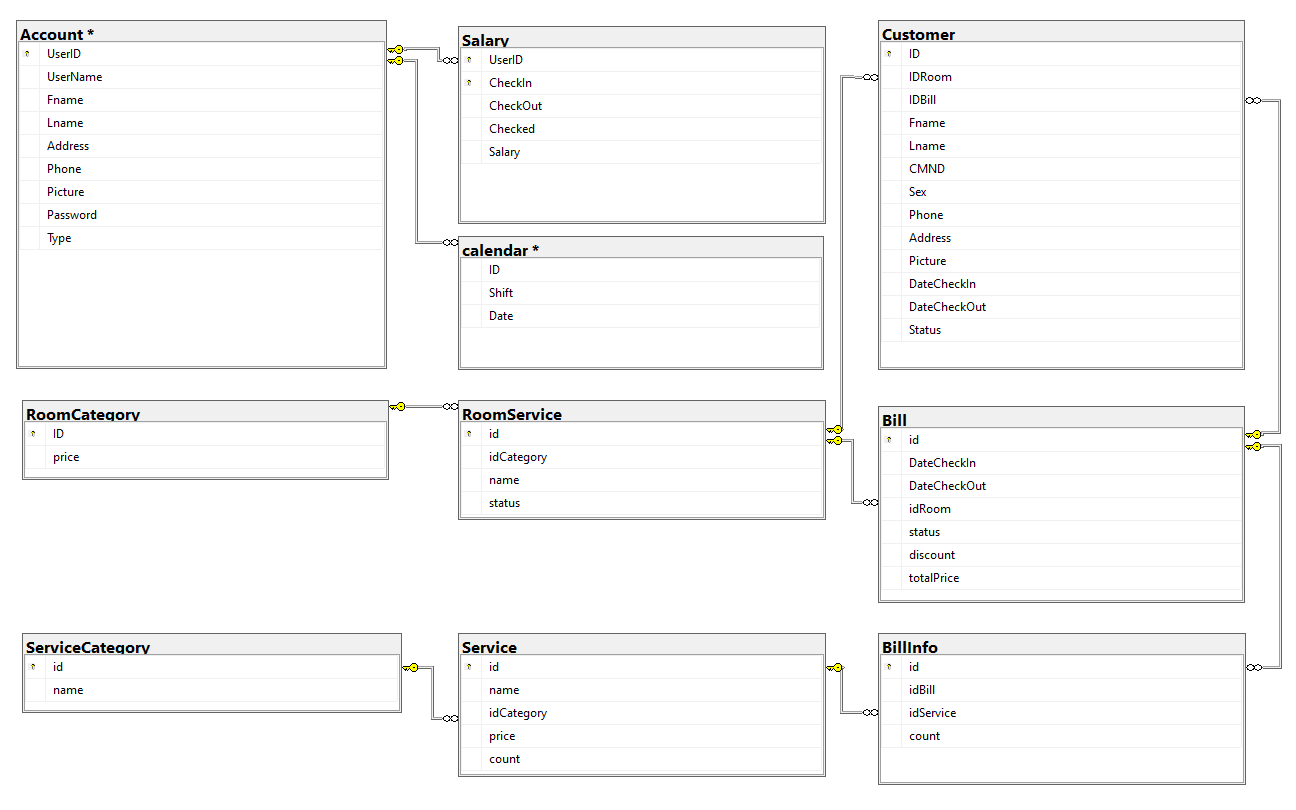 Account *
UserID
UserName
Fname
Lname
Address
Phone
Picture
Password
Type
Salary
UserID
CheckIn
CheckOut
Checked
Salary
calendar *
ID
Shift
Date
Customer
ID
IDRoom
IDBill
Fname
Lname
CMND
Sex
Phone
Address
Picture
DateCheckIn
DateCheckOut
Status
RoomCategory
ID
price
RoomService
id
idCategory
name
status
Bill
id
DateCheckIn
DateCheckOut
idRoom
status
discount
totalPrice
ServiceCategory
id
name
Service
id
name
idCategory
price
count
BillInfo
id
idBill
idService
count